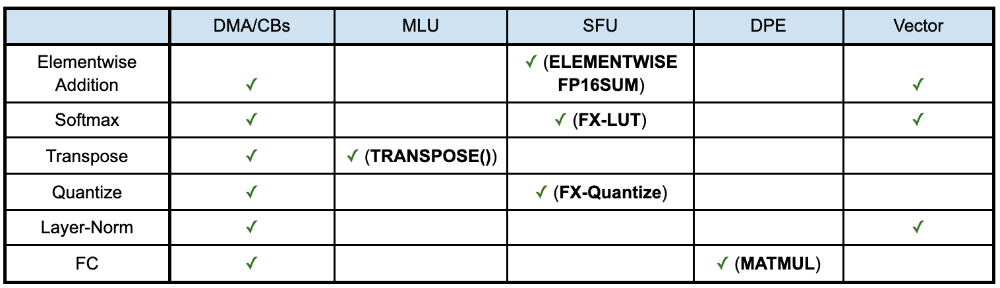 DMA/CBs MLU SFU DPE Vector
Elementwise
Addition ✓ ✓ (ELEMENTWISE
FP16SUM) ✓
Softmax ✓ ✓ (FX-LUT) ✓
Transpose ✓ ✓ (TRANSPOSE())
Quantize ✓ ✓ (FX-Quantize)
Layer-Norm ✓ ✓
FC ✓ ✓ (MATMUL)